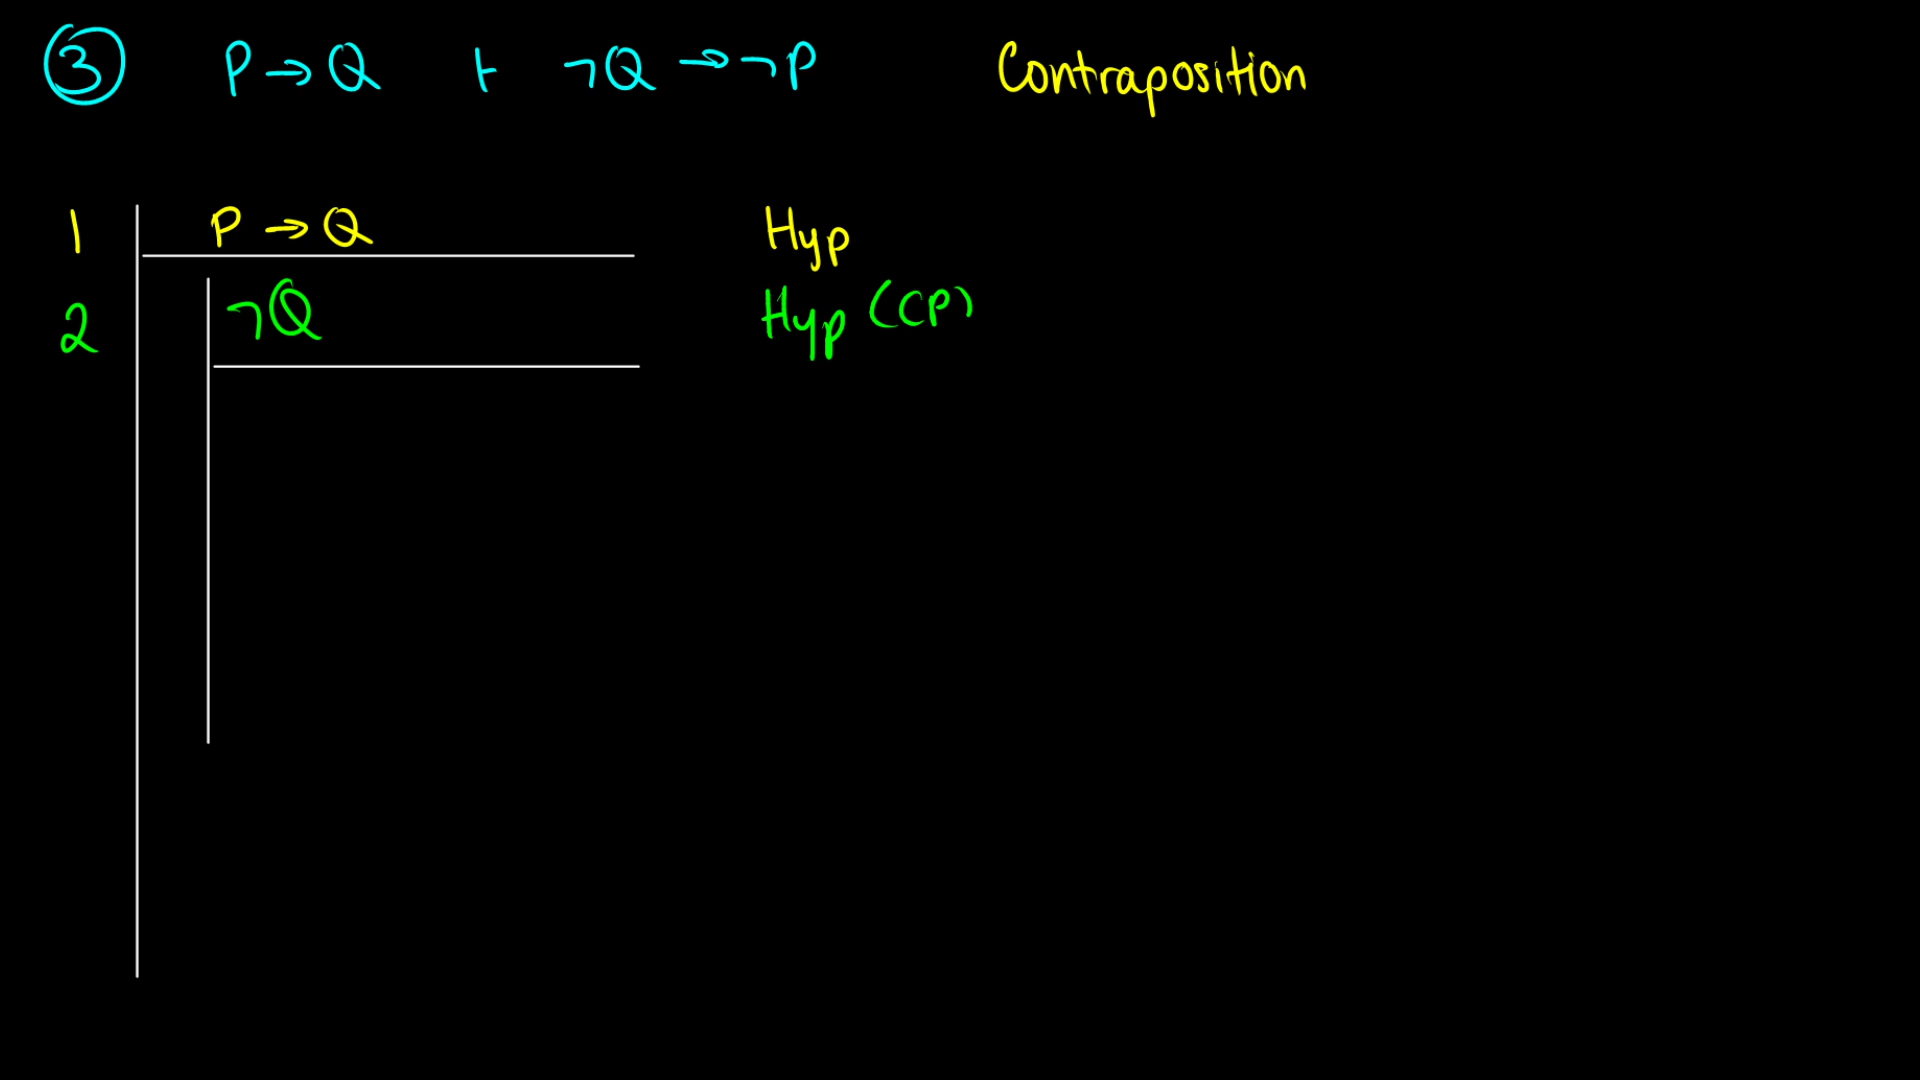 ③ P → Q ⊢ ¬Q → ¬P Contraposition
1 P → Q Hyp
2 ¬Q Hyp (CP)